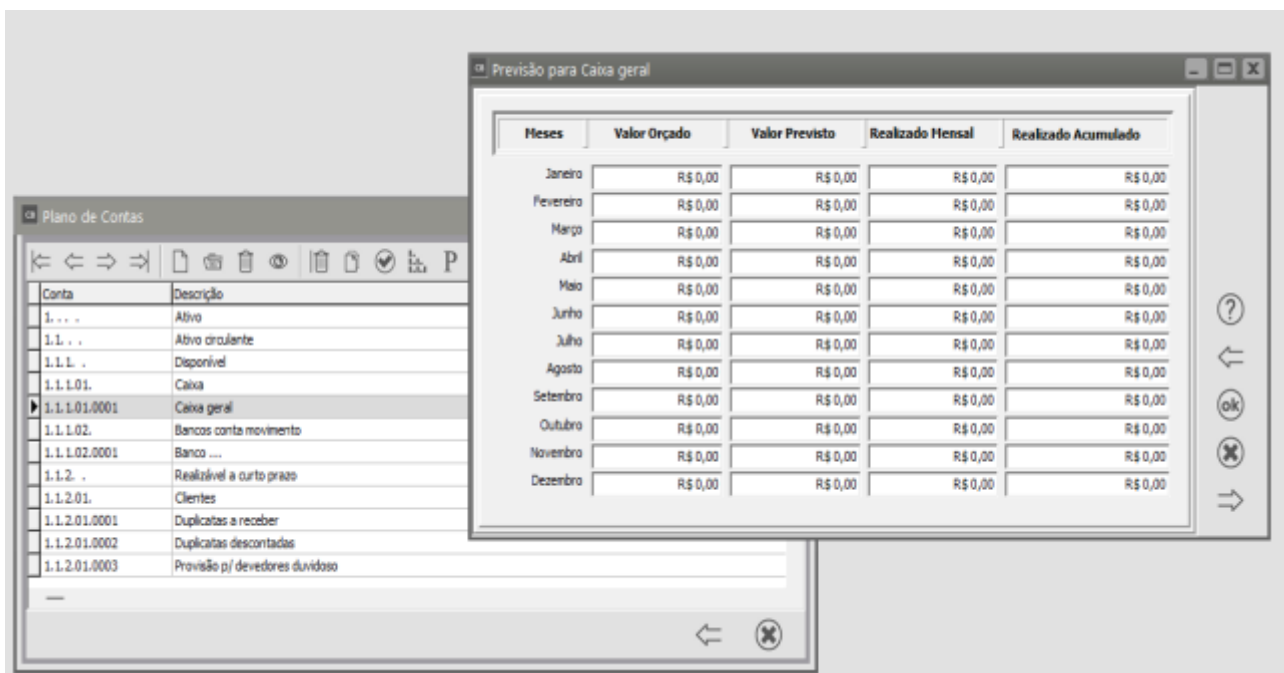 Previsão para Caixa geral
Meses Valor Orçado Valor Previsto Realizado Mensal Realizado Acumulado
Janeiro R$ 0,00 R$ 0,00 R$ 0,00 R$ 0,00
Fevereiro R$ 0,00 R$ 0,00 R$ 0,00 R$ 0,00
Março R$ 0,00 R$ 0,00 R$ 0,00 R$ 0,00
Abril R$ 0,00 R$ 0,00 R$ 0,00 R$ 0,00
Maio R$ 0,00 R$ 0,00 R$ 0,00 R$ 0,00
Junho R$ 0,00 R$ 0,00 R$ 0,00 R$ 0,00
Julho R$ 0,00 R$ 0,00 R$ 0,00 R$ 0,00
Agosto R$ 0,00 R$ 0,00 R$ 0,00 R$ 0,00
Setembro R$ 0,00 R$ 0,00 R$ 0,00 R$ 0,00
Outubro R$ 0,00 R$ 0,00 R$ 0,00 R$ 0,00
Novembro R$ 0,00 R$ 0,00 R$ 0,00 R$ 0,00
Dezembro R$ 0,00 R$ 0,00 R$ 0,00 R$ 0,00
?
ok
Plano de Contas
P
Conta Descrição
1. . . . Ativo
1.1. . . Ativo circulante
1.1.1. . Disponível
1.1.1.01. Caixa
1.1.1.01.0001 Caixa geral
1.1.1.02. Bancos conta movimento
1.1.1.02.0001 Banco ....
1.1.2. . Realizável a curto prazo
1.1.2.01. Clientes
1.1.2.01.0001 Duplicatas a receber
1.1.2.01.0002 Duplicatas descontadas
1.1.2.01.0003 Provisão p/ devedores duvidoso